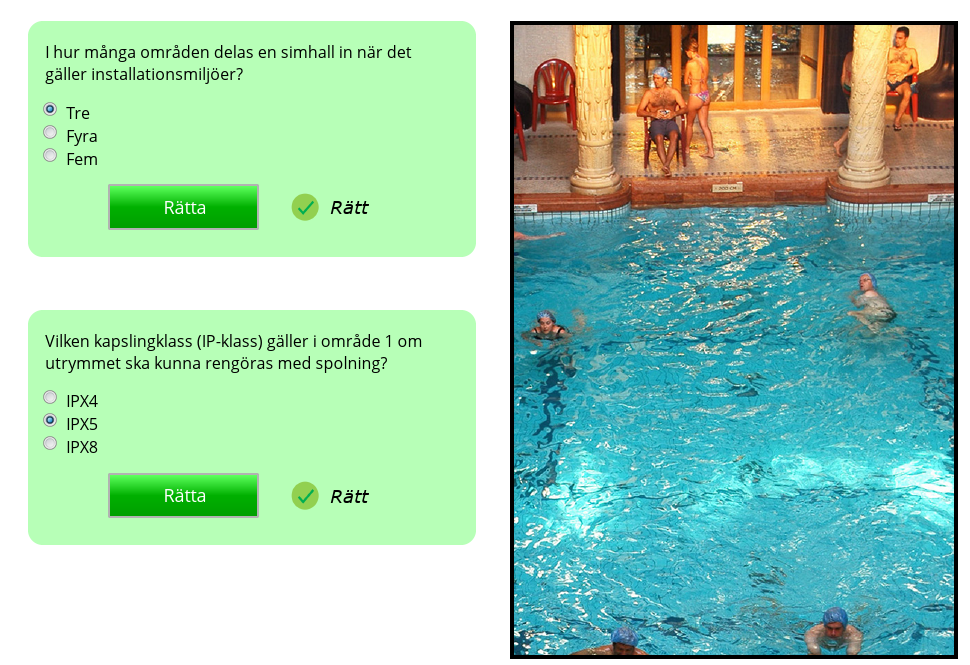 I hur många områden delas en simhall in när det
gäller installationsmiljöer?
Tre
Fyra
Fem
Rätta
Rätt
Vilken kapslingklass (IP-klass) gäller i område 1 om
utrymmet ska kunna rengöras med spolning?
IPX4
IPX5
IPX8
Rätta
Rätt